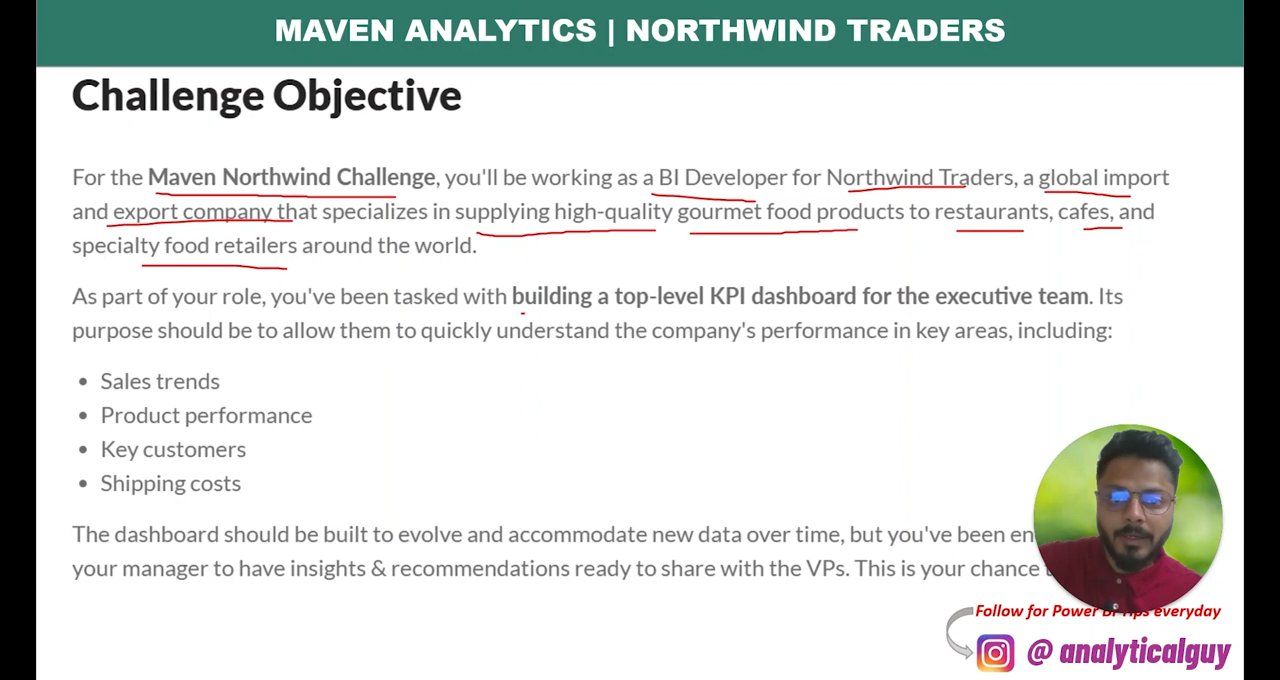 MAVEN ANALYTICS | NORTHWIND TRADERS
Challenge Objective
For the Maven Northwind Challenge, you'll be working as a BI Developer for Northwind Traders, a global import
and export company that specializes in supplying high-quality gourmet food products to restaurants, cafes, and
specialty food retailers around the world.
As part of your role, you've been tasked with building a top-level KPI dashboard for the executive team. Its
purpose should be to allow them to quickly understand the company's performance in key areas, including:
• Sales trends
• Product performance
• Key customers
• Shipping costs
The dashboard should be built to evolve and accommodate new data over time, but you've been
your manager to have insights & recommendations ready to share with the VPs. This is your chance
Follow for Power BI Tips everyday
@ analyticalguy